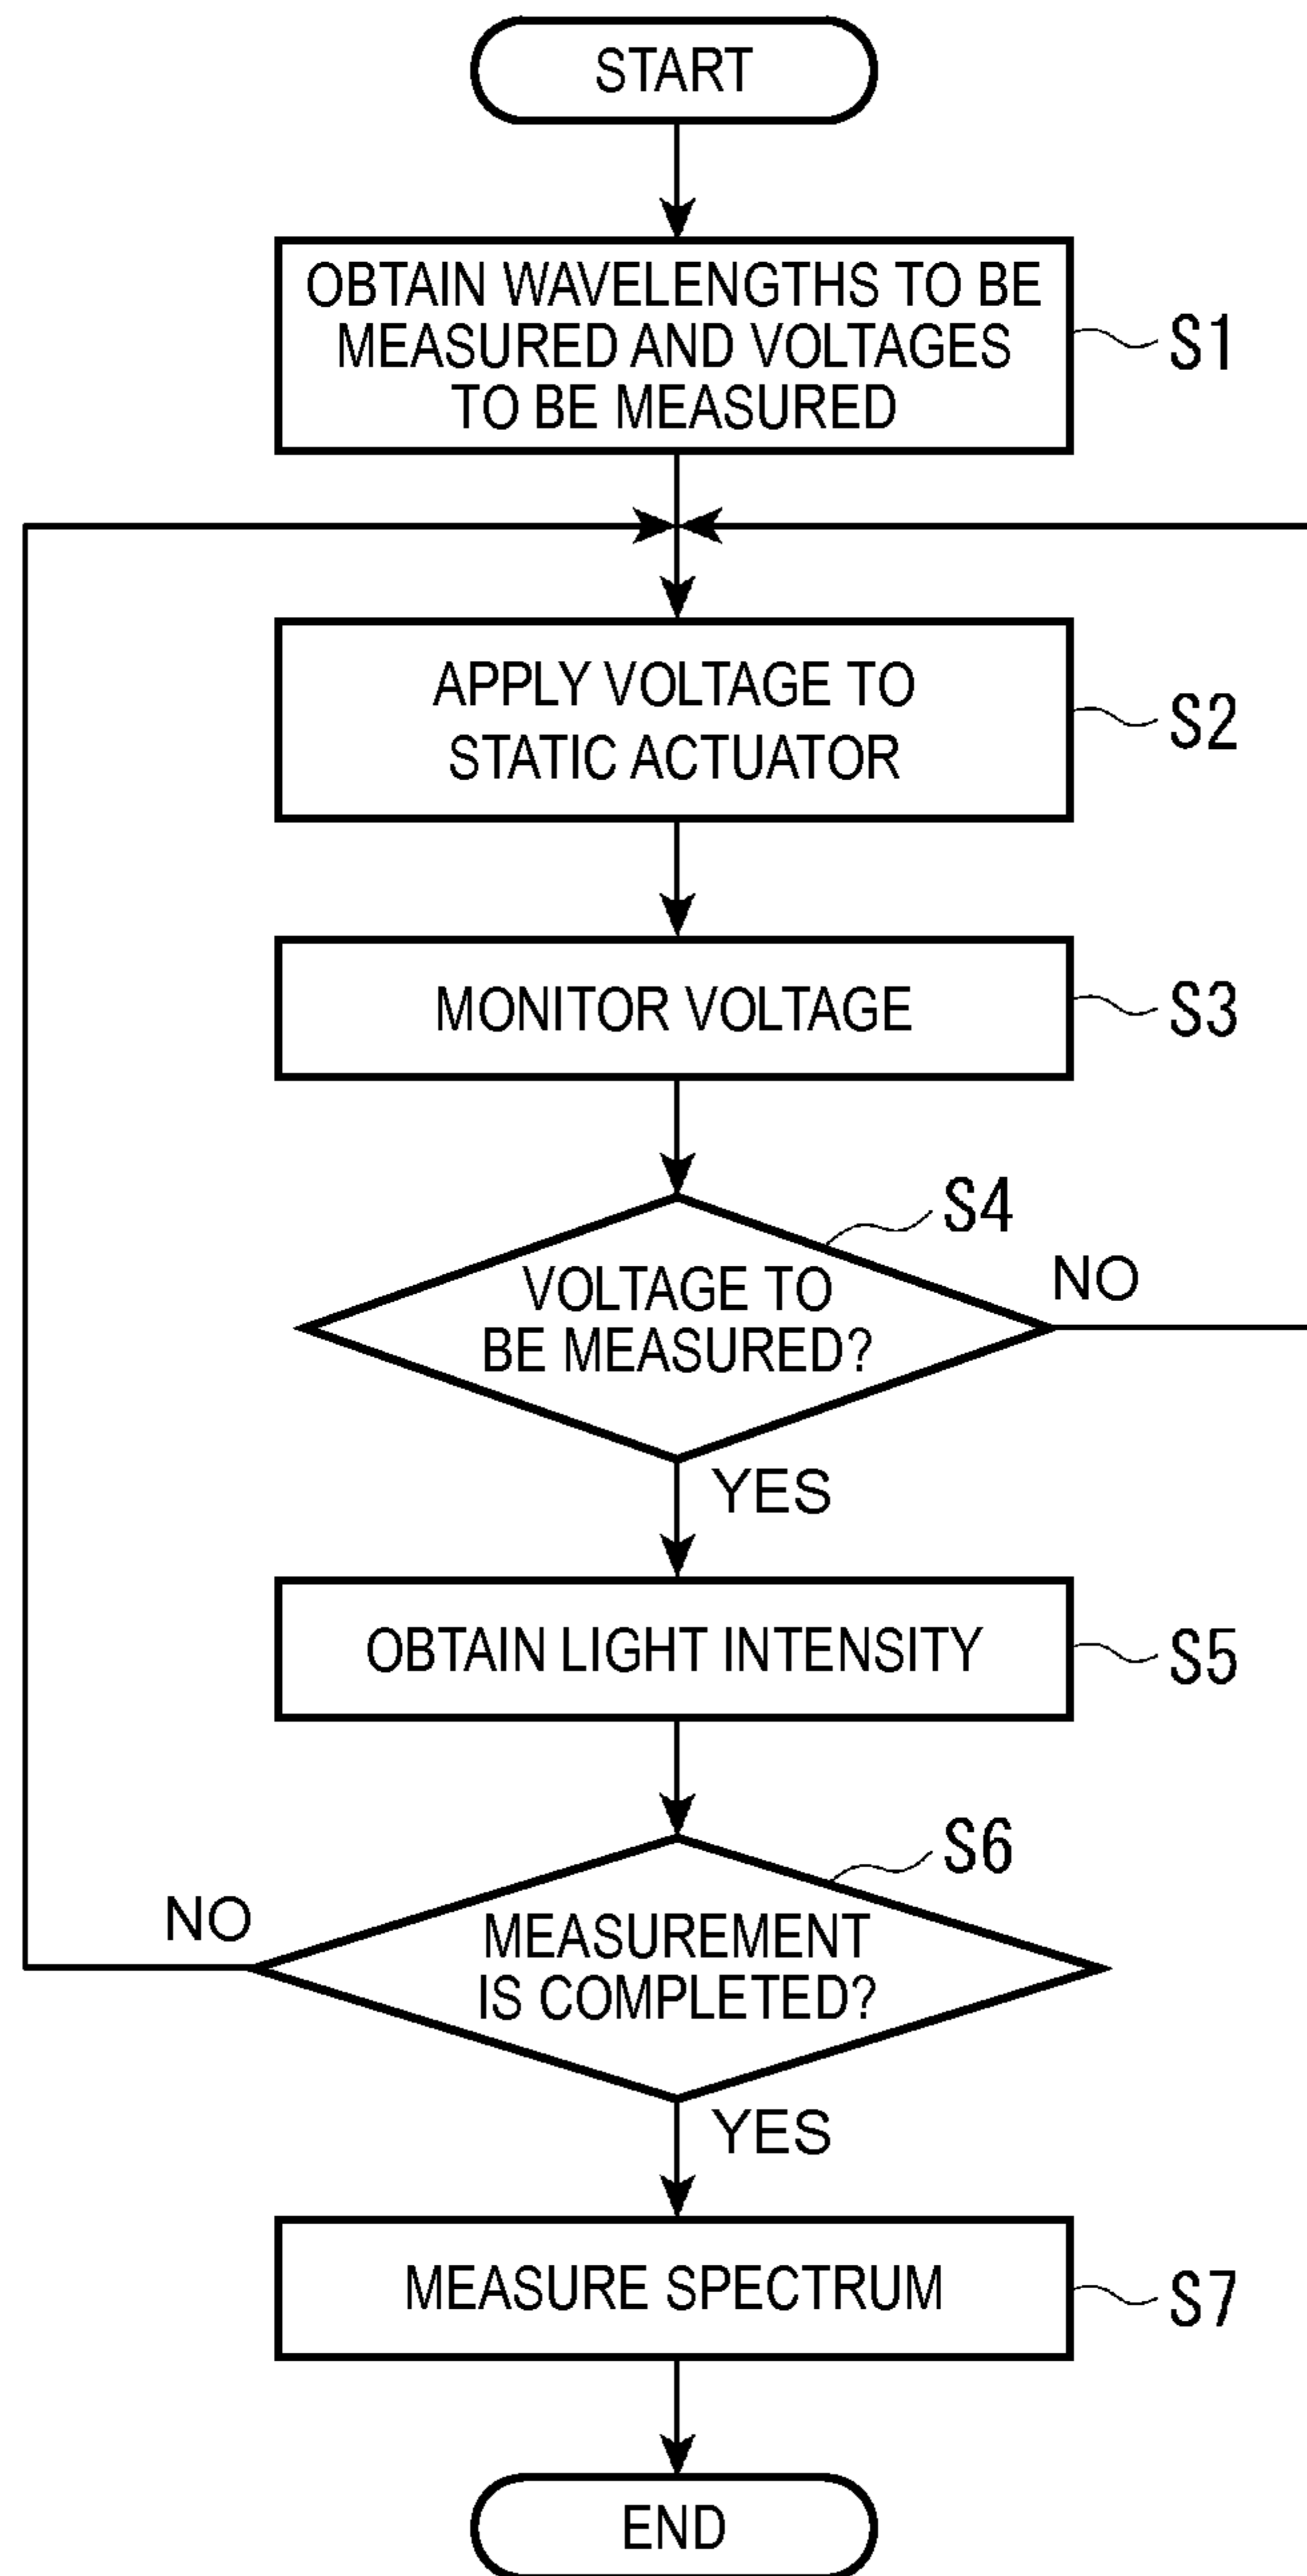 START
OBTAIN WAVELENGTHS TO BE
MEASURED AND VOLTAGES
TO BE MEASURED
S1
APPLY VOLTAGE TO
STATIC ACTUATOR
S2
MONITOR VOLTAGE
S3
S4
VOLTAGE TO
BE MEASURED?
NO
YES
OBTAIN LIGHT INTENSITY
S5
S6
NO
MEASUREMENT
IS COMPLETED?
YES
MEASURE SPECTRUM
S7
END